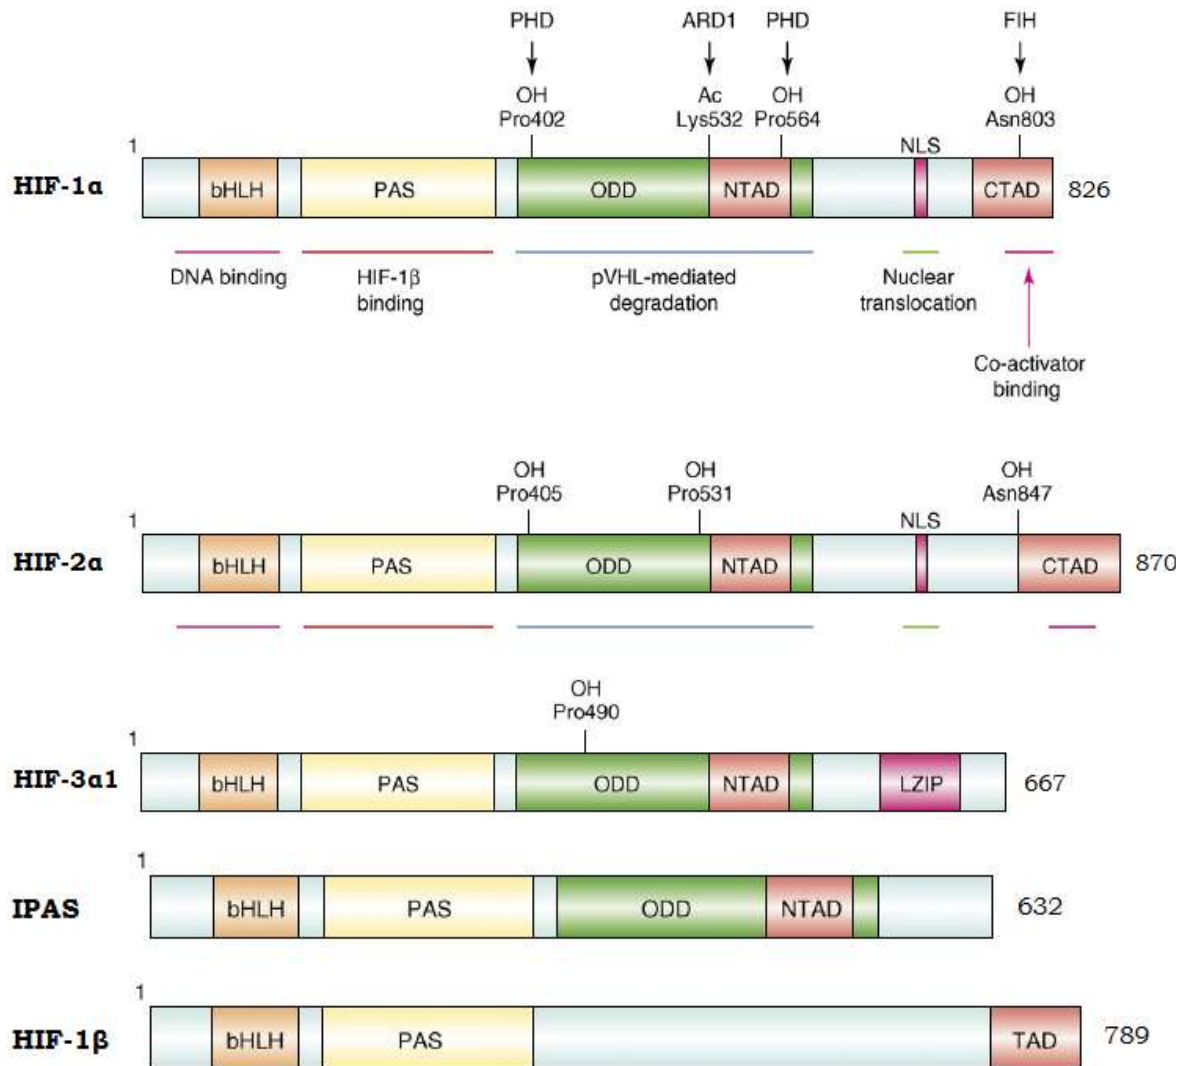 PHD ARD1 PHD FIH
OH Ac OH OH
Pro402 Lys532 Pro564 Asn803
1 NLS
HIF-1α bHLH PAS ODD NTAD CTAD 826
DNA binding HIF-1β pVHL-mediated Nuclear
binding degradation translocation
Co-activator
binding
OH OH OH
Pro405 Pro531 Asn847
1 NLS
HIF-2α bHLH PAS ODD NTAD CTAD 870
OH
Pro490
1
HIF-3α1 bHLH PAS ODD NTAD LZIP 667
1
IPAS bHLH PAS ODD NTAD 632
1
HIF-1β bHLH PAS TAD 789